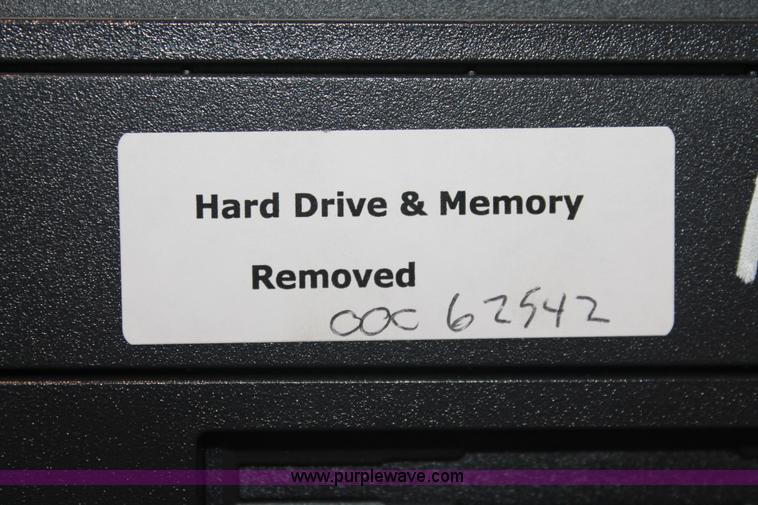 Hard Drive & Memory
Removed
OOC 62542
www.purplewave.com